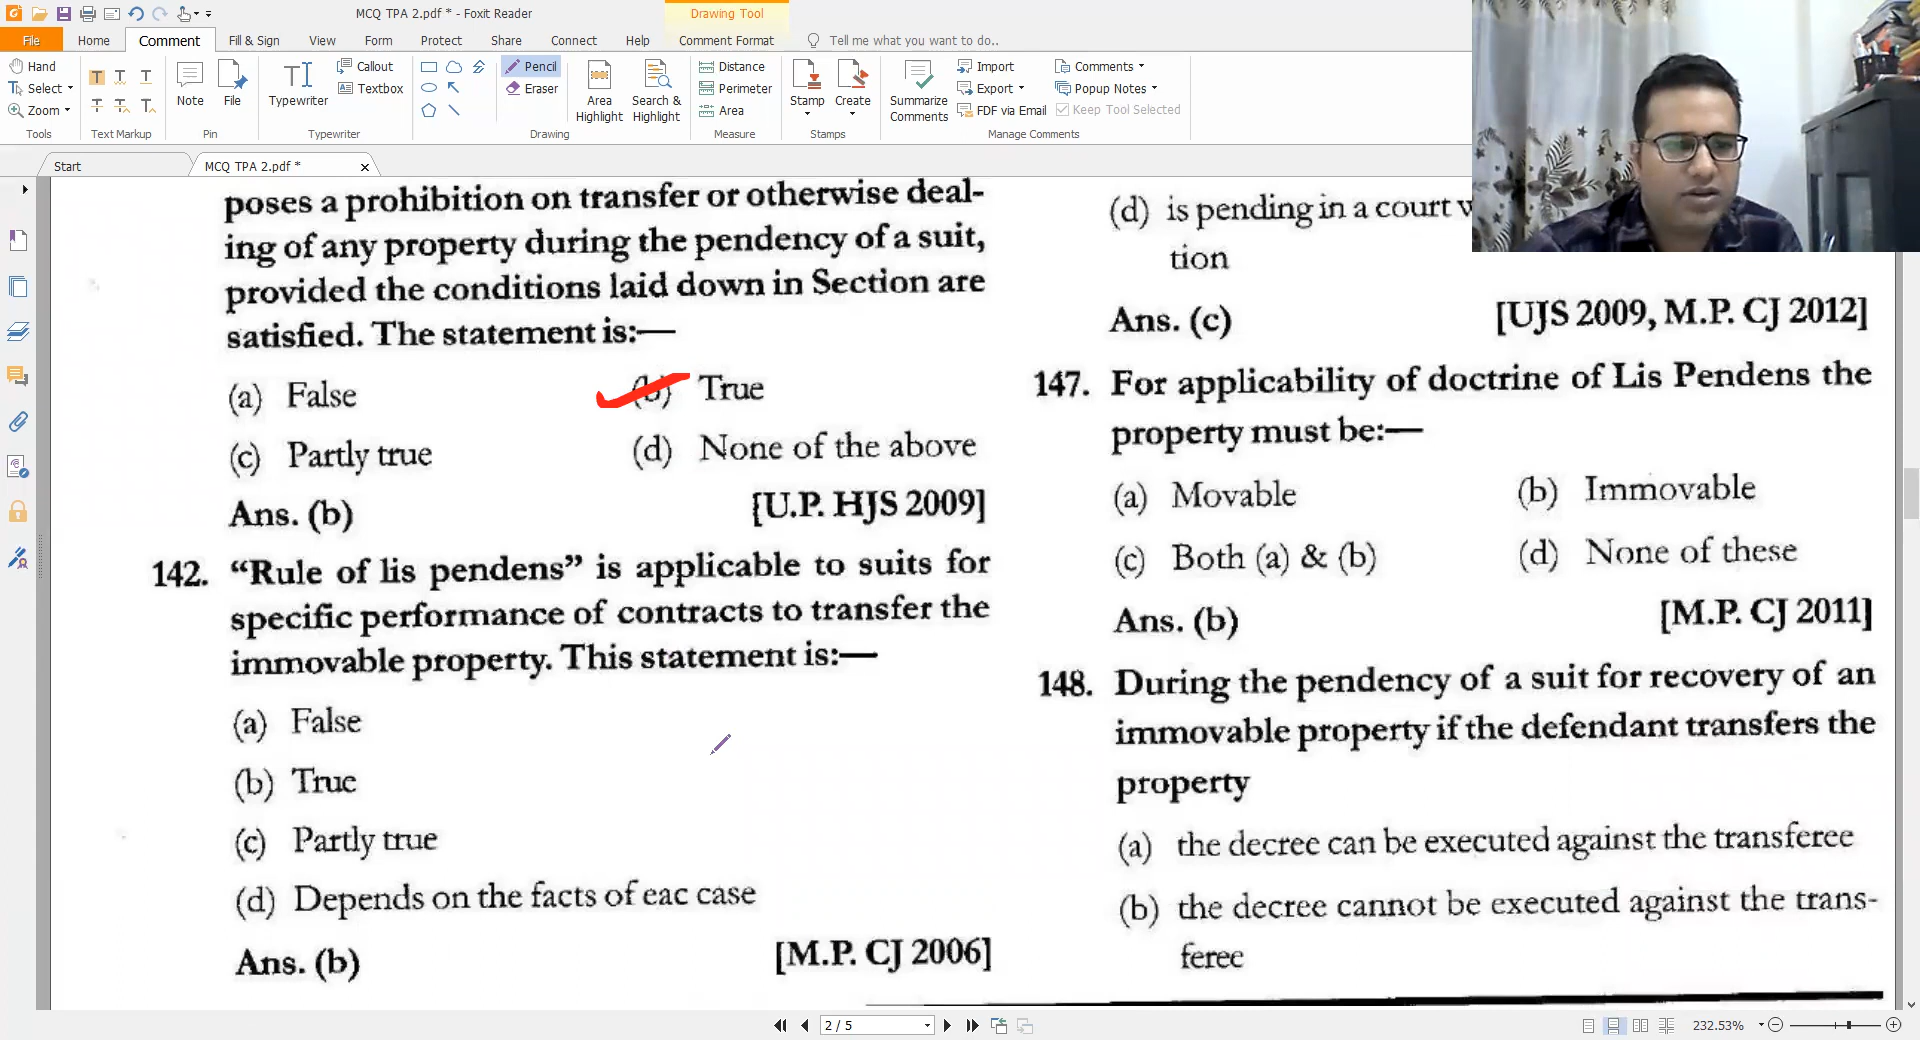 MCQ TPA 2.pdf * - Foxit Reader
Drawing Tool
File Home Comment Fill & Sign View Form Protect Share Connect Help Comment Format Tell me what you want to do..
Hand
Select
Zoom
Tools
Text Markup
Note
File
Pin
Typewriter
Callout
Textbox
Typewriter
Pencil
Eraser
Area Highlight
Search & Highlight
Drawing
Distance
Perimeter
Area
Measure
Stamp
Create
Stamps
Summarize Comments
Import
Export
FDF via Email
Comments
Popup Notes
Keep Tool Selected
Manage Comments
Start
MCQ TPA 2.pdf *
poses a prohibition on transfer or otherwise deal-
ing of any property during the pendency of a suit,
provided the conditions laid down in Section are
satisfied. The statement is:—
(a) False (b) True
(c) Partly true (d) None of the above
Ans. (b) [U.P. HJS 2009]
142. “Rule of lis pendens” is applicable to suits for
specific performance of contracts to transfer the
immovable property. This statement is:—
(a) False
(b) True
(c) Partly true
(d) Depends on the facts of eac case
Ans. (b) [M.P. CJ 2006]
(d) is pending in a court
tion
Ans. (c) [UJS 2009, M.P. CJ 2012]
147. For applicability of doctrine of Lis Pendens the
property must be:—
(a) Movable (b) Immovable
(c) Both (a) & (b) (d) None of these
Ans. (b) [M.P. CJ 2011]
148. During the pendency of a suit for recovery of an
immovable property if the defendant transfers the
property
(a) the decree can be executed against the transferee
(b) the decree cannot be executed against the trans-
feree
2 / 5
232.53%